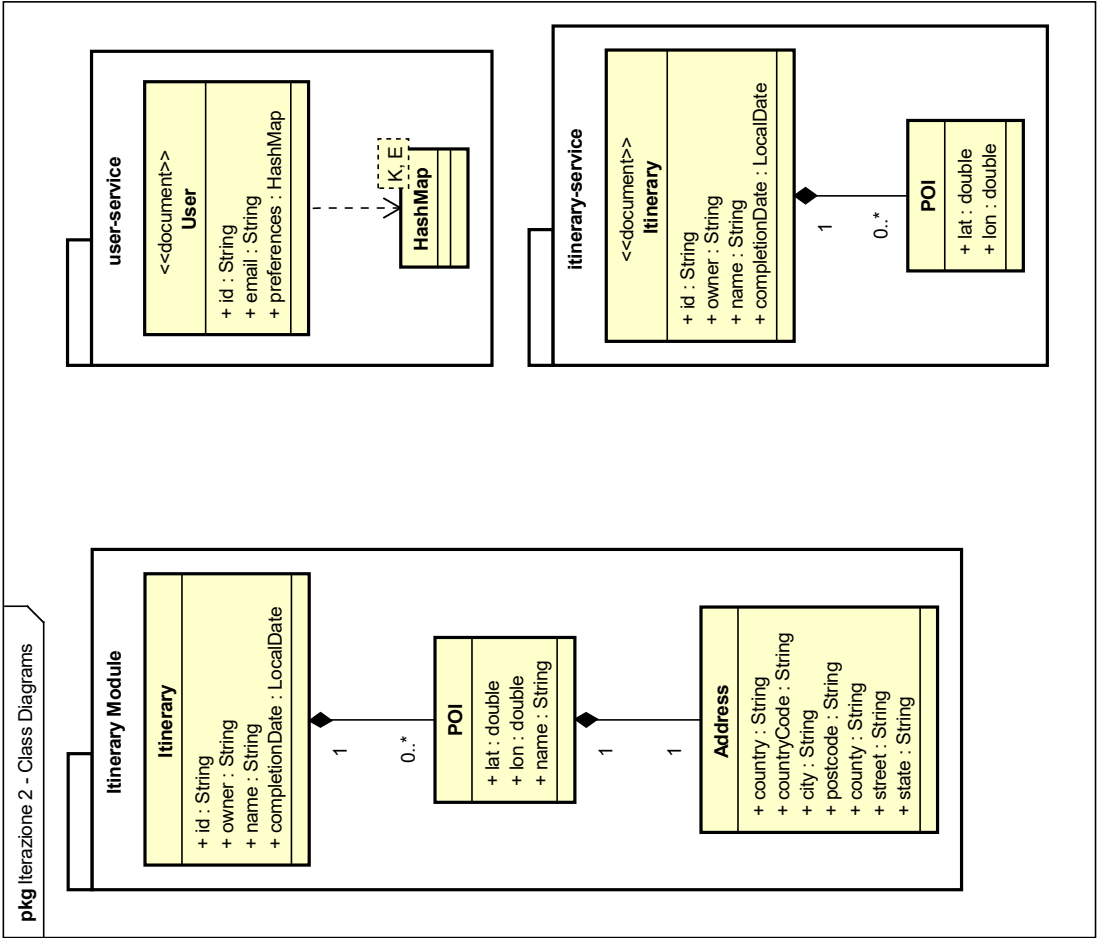 pkg Iterazione 2 - Class Diagrams
Itinerary Module
Itinerary
+ id : String
+ owner : String
+ name : String
+ completionDate : LocalDate
1
0..*
POI
+ lat : double
+ lon : double
+ name : String
1
1
Address
+ country : String
+ countryCode : String
+ city : String
+ postcode : String
+ county : String
+ street : String
+ state : String
user-service
<<document>>
User
+ id : String
+ email : String
+ preferences : HashMap
K, E
HashMap
itinerary-service
<<document>>
Itinerary
+ id : String
+ owner : String
+ name : String
+ completionDate : LocalDate
1
0..*
POI
+ lat : double
+ lon : double